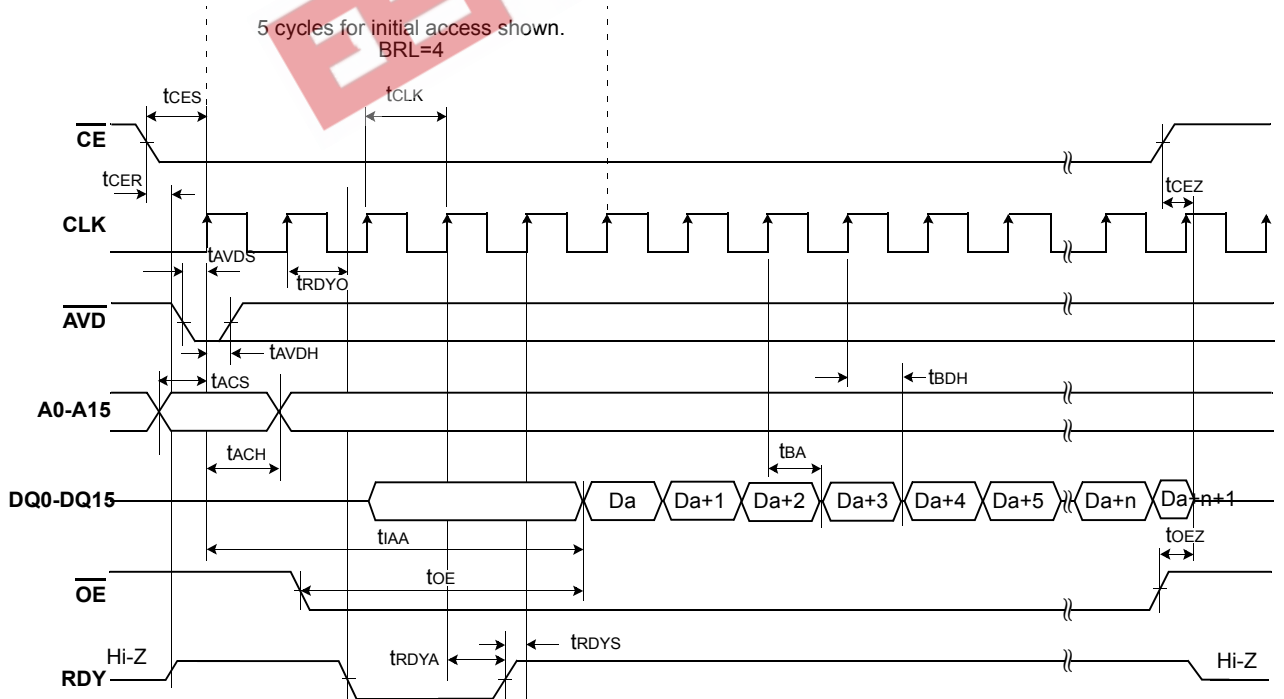 5 cycles for initial access shown.
BRL=4
tCES
tCLK
CE
tCER
tCEZ
CLK
tAVDS
tRDYO
AVD
tAVDH
tACS
tBDH
A0-A15
tACH
tBA
DQ0-DQ15
Da
Da+1
Da+2
Da+3
Da+4
Da+5
Da+n
Da+n+1
tIAA
tOEZ
tOE
OE
tRDYS
Hi-Z
tRDYA
Hi-Z
RDY